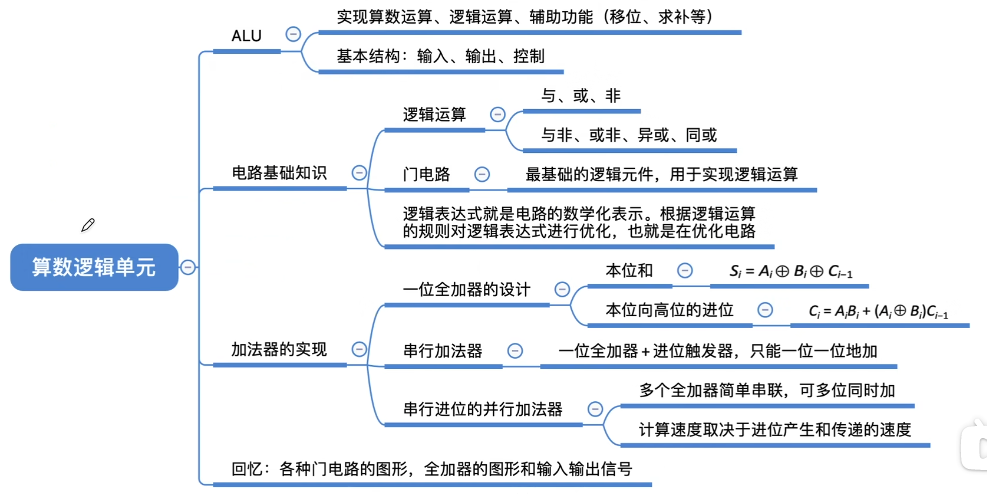 ALU
实现算数运算、逻辑运算、辅助功能（移位、求补等）
基本结构：输入、输出、控制
电路基础知识
逻辑运算
与、或、非
与非、或非、异或、同或
门电路
最基础的逻辑元件，用于实现逻辑运算
逻辑表达式就是电路的数学化表示。根据逻辑运算
的规则对逻辑表达式进行优化，也就是在优化电路
算数逻辑单元
加法器的实现
一位全加器的设计
本位和
Sᵢ = Aᵢ ⊕ Bᵢ ⊕ Cᵢ₋₁
本位向高位的进位
Cᵢ = AᵢBᵢ + (Aᵢ ⊕ Bᵢ)Cᵢ₋₁
串行加法器
一位全加器 + 进位触发器，只能一位一位地加
串行进位的并行加法器
多个全加器简单串联，可多位同时加
计算速度取决于进位产生和传递的速度
回忆：各种门电路的图形，全加器的图形和输入输出信号